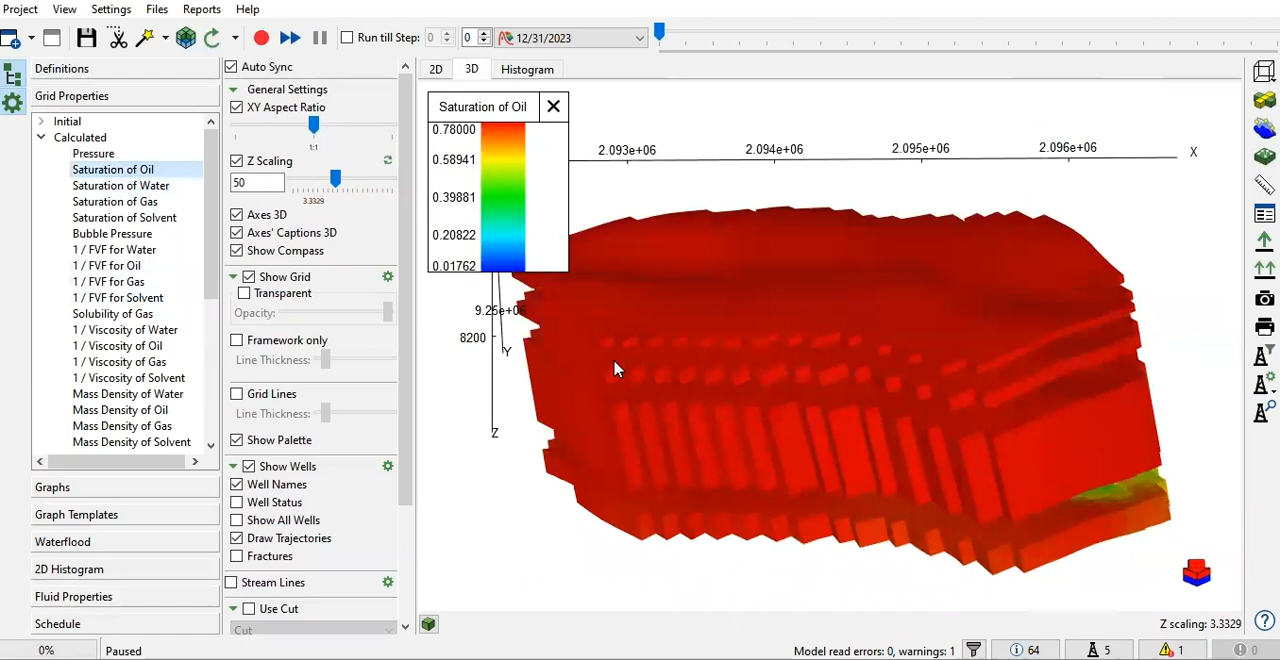 Project View Settings Files Reports Help
Run till Step: 0 0 12/31/2023
Definitions
Grid Properties
Initial
Calculated
Pressure
Saturation of Oil
Saturation of Water
Saturation of Gas
Saturation of Solvent
Bubble Pressure
1 / FVF for Water
1 / FVF for Oil
1 / FVF for Gas
1 / FVF for Solvent
Solubility of Gas
1 / Viscosity of Water
1 / Viscosity of Oil
1 / Viscosity of Gas
1 / Viscosity of Solvent
Mass Density of Water
Mass Density of Oil
Mass Density of Gas
Mass Density of Solvent
Graphs
Graph Templates
Waterflood
2D Histogram
Fluid Properties
Schedule
Auto Sync
General Settings
XY Aspect Ratio
1:1
Z Scaling
50
3.3329
Axes 3D
Axes' Captions 3D
Show Compass
Show Grid
Transparent
Opacity:
Framework only
Line Thickness:
Grid Lines
Line Thickness:
Show Palette
Show Wells
Well Names
Well Status
Show All Wells
Draw Trajectories
Fractures
Stream Lines
Use Cut
Cut
2D 3D Histogram
Saturation of Oil
0.78000
0.58941
0.39881
0.20822
0.01762
2.093e+06 2.094e+06 2.095e+06 2.096e+06 X
9.25e+06
8200
Y
Z
Z scaling: 3.3329
0% Paused Model read errors: 0, warnings: 1 64 5 1 0